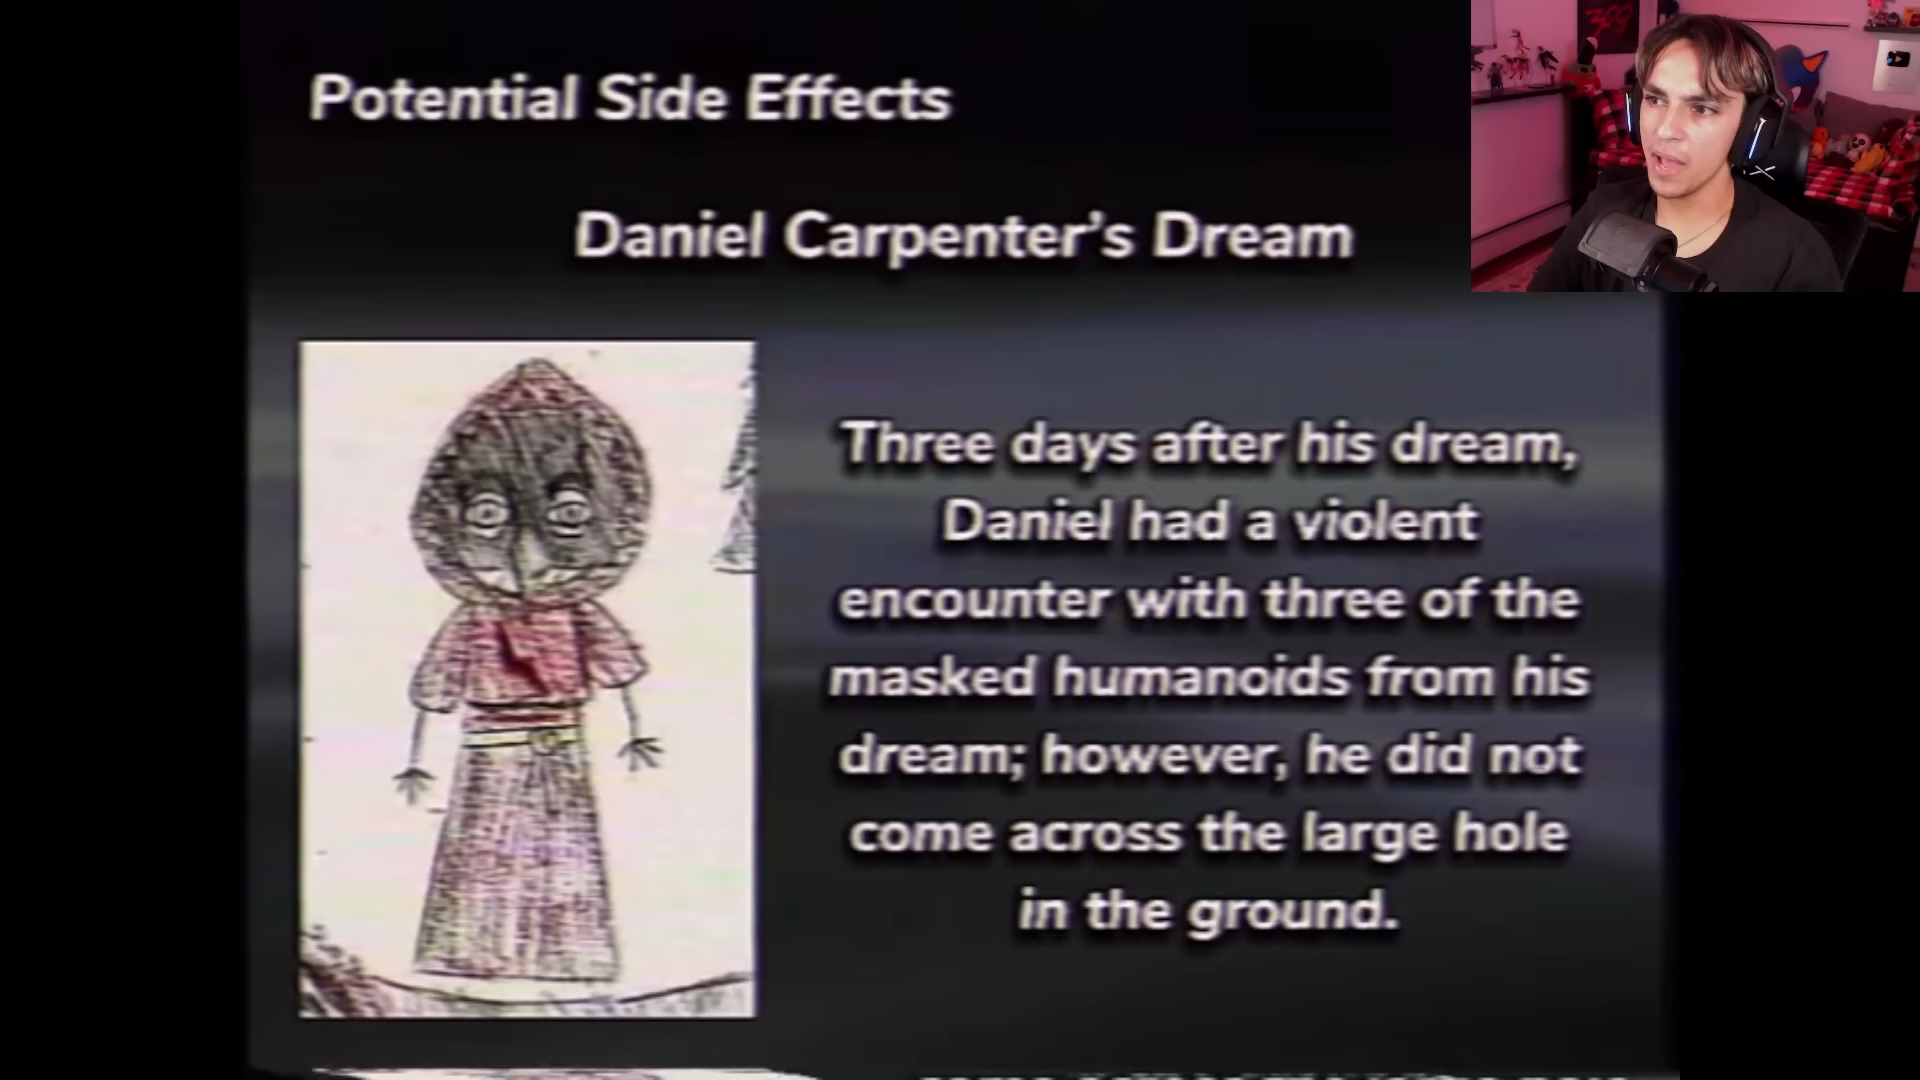 Potential Side Effects
Daniel Carpenter's Dream
Three days after his dream,
Daniel had a violent
encounter with three of the
masked humanoids from his
dream; however, he did not
come across the large hole
in the ground.